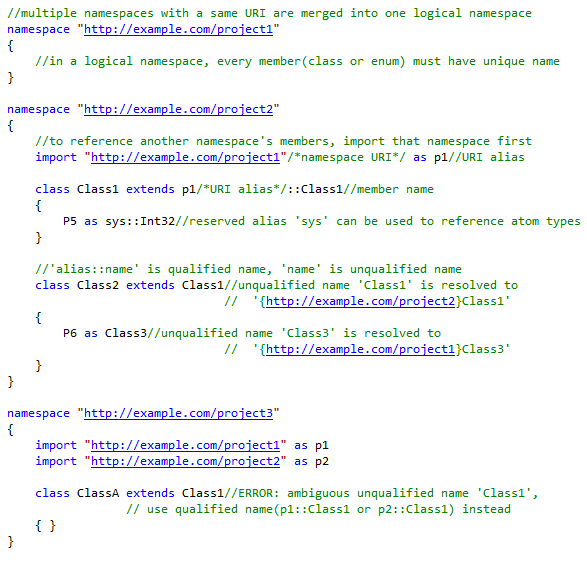 //multiple namespaces with a same URI are merged into one logical namespace
namespace "http://example.com/project1"
{
    //in a logical namespace, every member(class or enum) must have unique name
}

namespace "http://example.com/project2"
{
    //to reference another namespace's members, import that namespace first
    import "http://example.com/project1"/*namespace URI*/ as p1//URI alias

    class Class1 extends p1/*URI alias*/::Class1//member name
    {
        P5 as sys::Int32//reserved alias 'sys' can be used to reference atom types
    }

    //'alias::name' is qualified name, 'name' is unqualified name
    class Class2 extends Class1//unqualified name 'Class1' is resolved to
                               //  '{http://example.com/project2}Class1'
    {
        P6 as Class3//unqualified name 'Class3' is resolved to
                               //  '{http://example.com/project1}Class3'
    }
}

namespace "http://example.com/project3"
{
    import "http://example.com/project1" as p1
    import "http://example.com/project2" as p2

    class ClassA extends Class1//ERROR: ambiguous unqualified name 'Class1',
                 // use qualified name(p1::Class1 or p2::Class1) instead
    { }
}